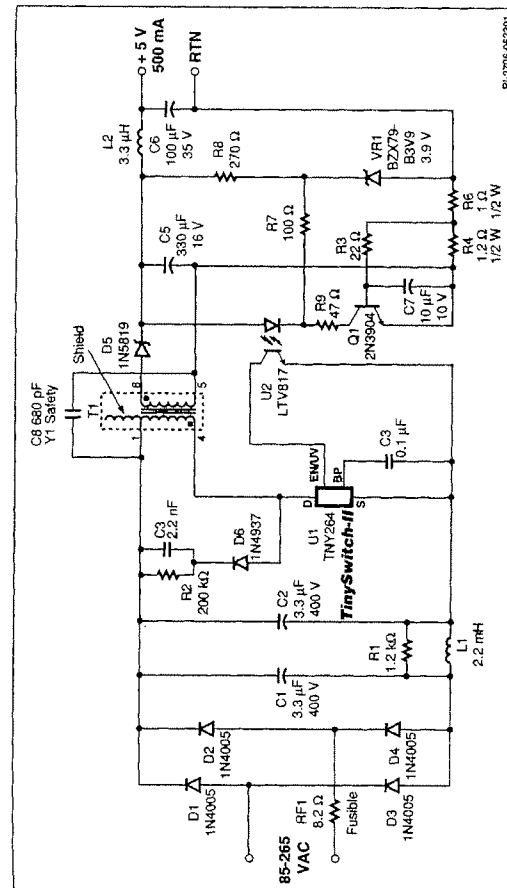 C8 680 pF
Y1 Safety
Shield
T1
1
8
4
5
D5
1N5819
C5
330 µF
16 V
L2
3.3 µH
C6
100 µF
35 V
+ 5 V
500 mA
RTN
R8
270 Ω
R7
100 Ω
VR1
BZX79-
B3V9
3.9 V
R9
47 Ω
Q1
2N3904
R3
22 Ω
C7
10 µF
10 V
R4
1.2 Ω
1/2 W
R6
1 Ω
1/2 W
U2
LTV817
C3
2.2 nF
R2
200 kΩ
D6
1N4937
D
S
EN/UV
BP
U1
TNY264
TinySwitch-II
C3
0.1 µF
C1
3.3 µF
400 V
C2
3.3 µF
400 V
R1
1.2 kΩ
L1
2.2 mH
D1
1N4005
D2
1N4005
D3
1N4005
D4
1N4005
RF1
8.2 Ω
Fusible
85-265
VAC